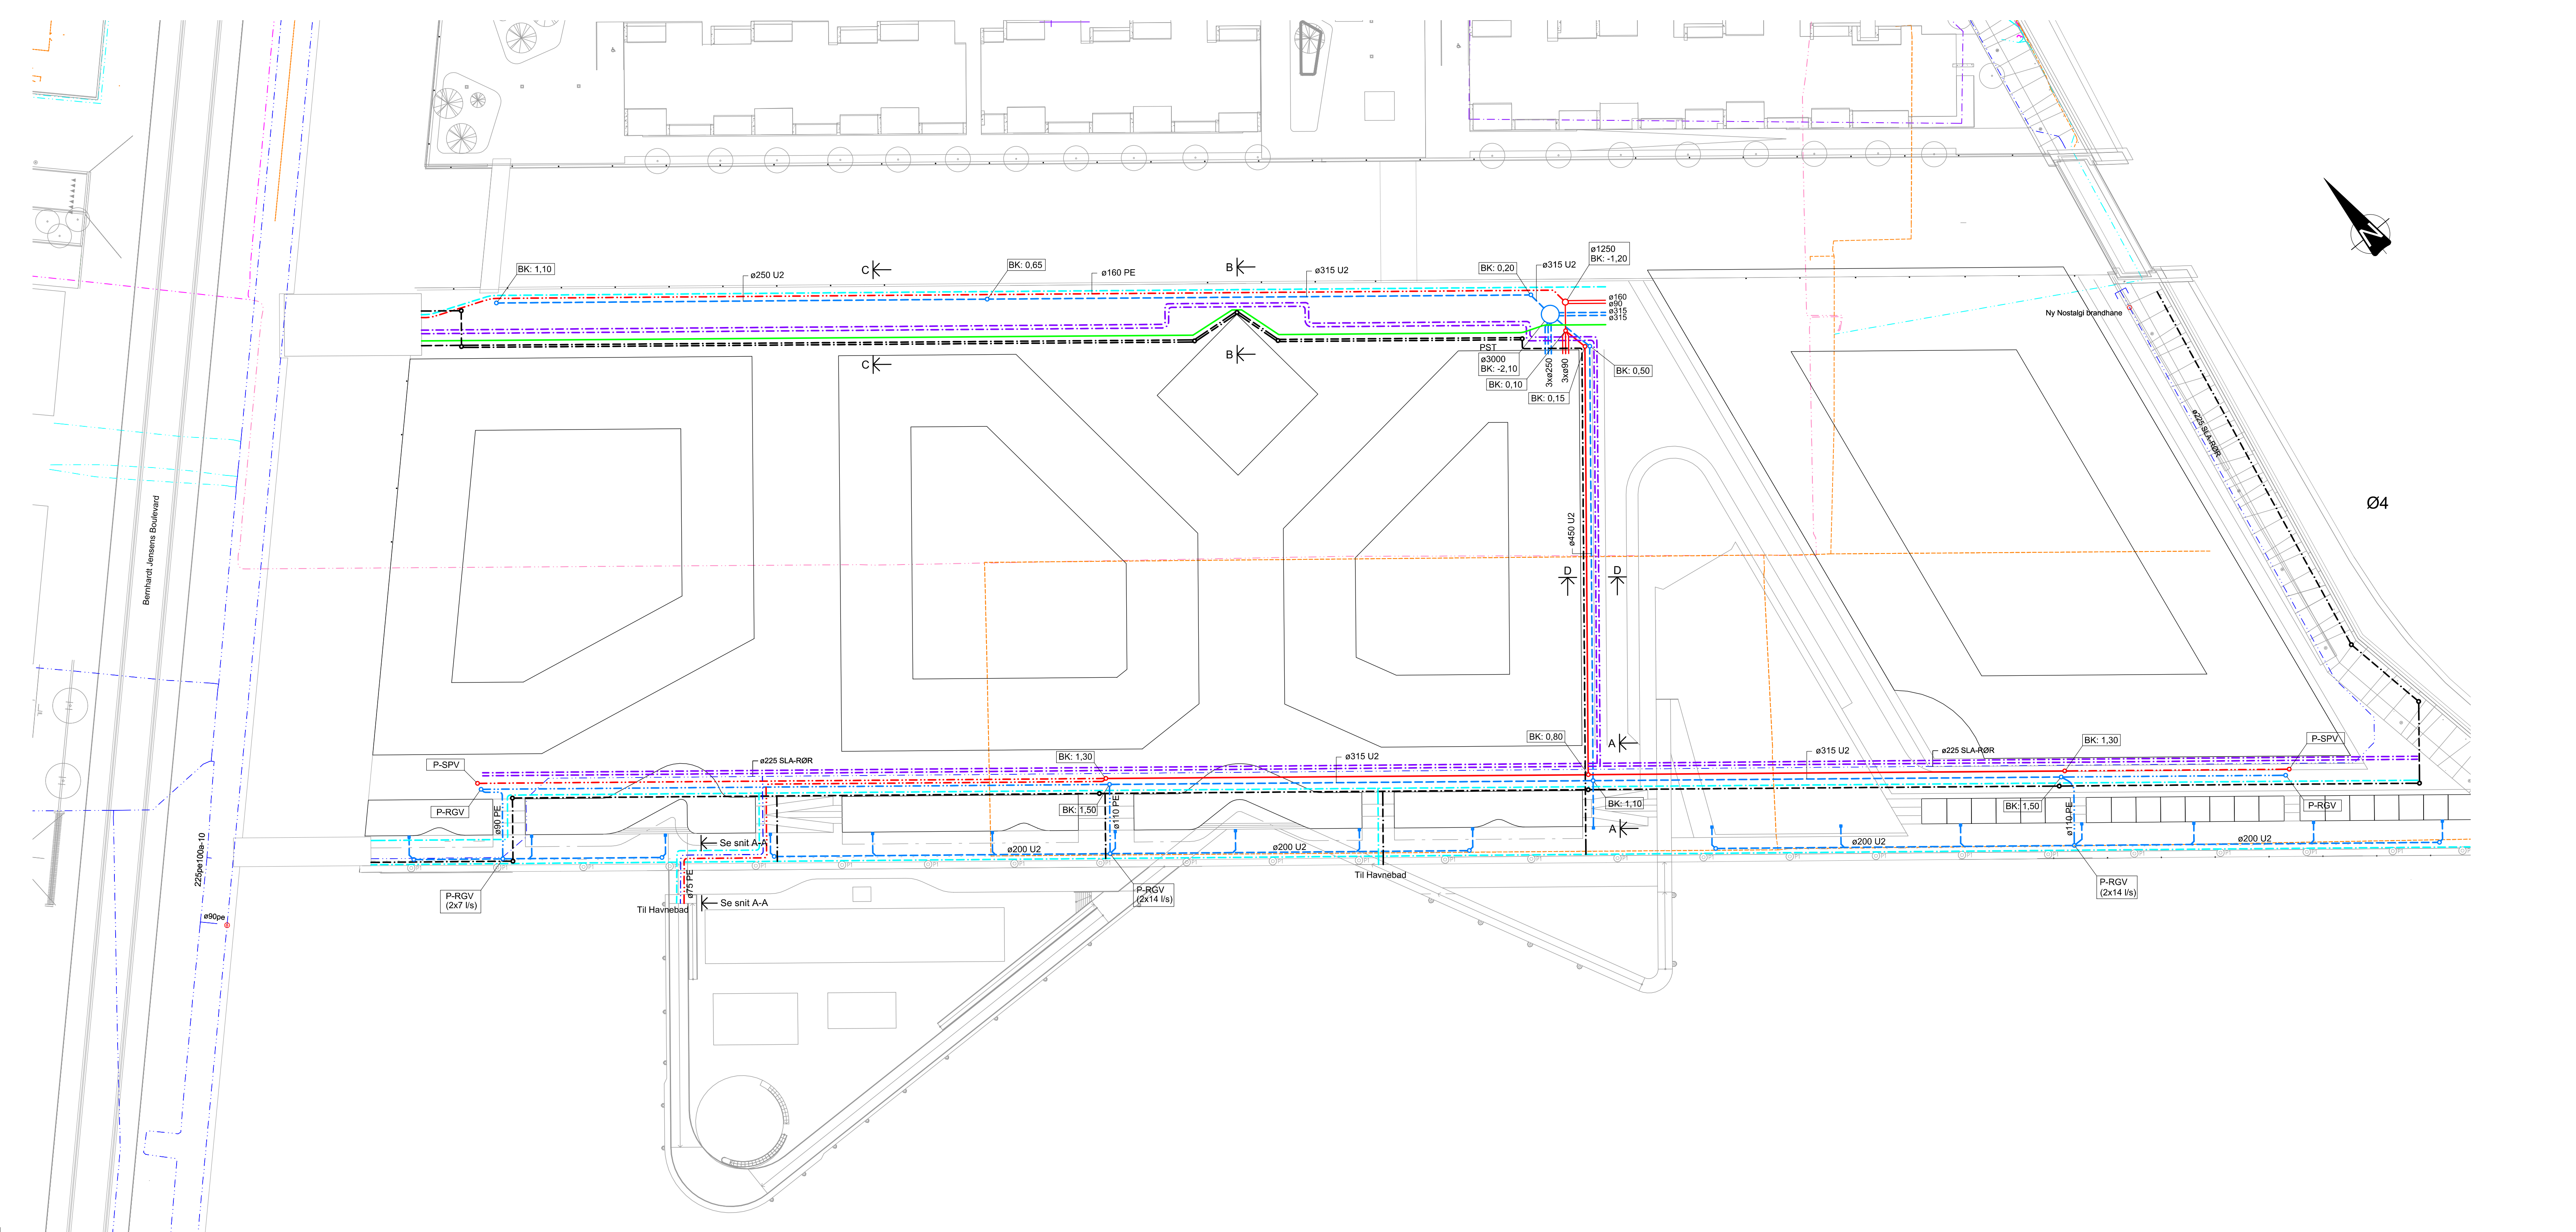 N
ø1250
BK: -1,20
BK: 1,10
ø250 U2
C
BK: 0,65
ø160 PE
B
ø315 U2
BK: 0,20
ø315 U2
ø160
ø90
ø315
ø315
Ny Nostalgi brandhane
C
B
PST
ø3000
BK: -2,10
BK: 0,10
3xø250
3xø90
BK: 0,15
BK: 0,50
ø225 SLA-RØR
Ø4
Bernhardt Jensens Boulevard
ø450 U2
D
D
P-SPV
P-RGV
ø225 SLA-RØR
BK: 1,30
ø315 U2
BK: 0,80
A
ø315 U2
ø225 SLA-RØR
BK: 1,30
P-SPV
P-RGV
ø90 PE
BK: 1,50
ø110 PE
BK: 1,10
BK: 1,50
ø110 PE
A
Se snit A-A
ø200 U2
ø200 U2
ø200 U2
ø200 U2
225pe100a-10
ø90pe
P-RGV
(2x7 l/s)
ø75 PE
Til Havnebad
Se snit A-A
P-RGV
(2x14 l/s)
Til Havnebad
P-RGV
(2x14 l/s)